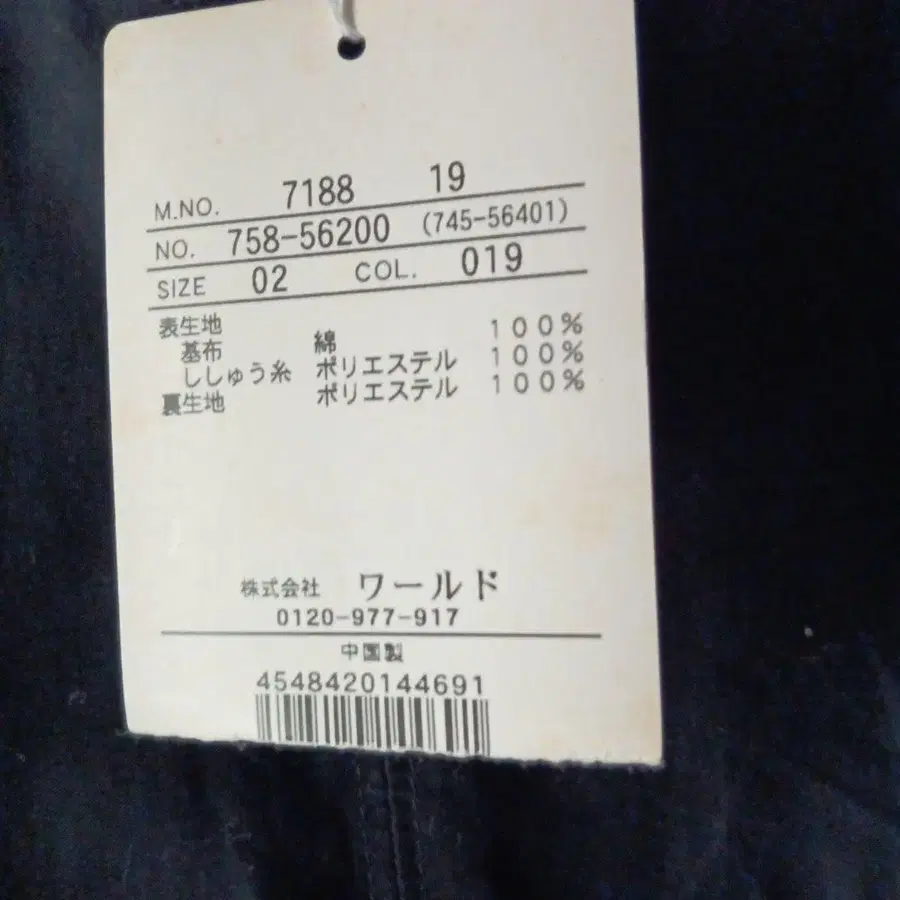 M.NO. 7188 19
NO. 758-56200 (745-56401)
SIZE 02 COL. 019
表生地
基布 綿 100%
ししゅう糸 ポリエステル 100%
裏生地 ポリエステル 100%
株式会社 ワールド
0120-977-917
中国製
4548420144691